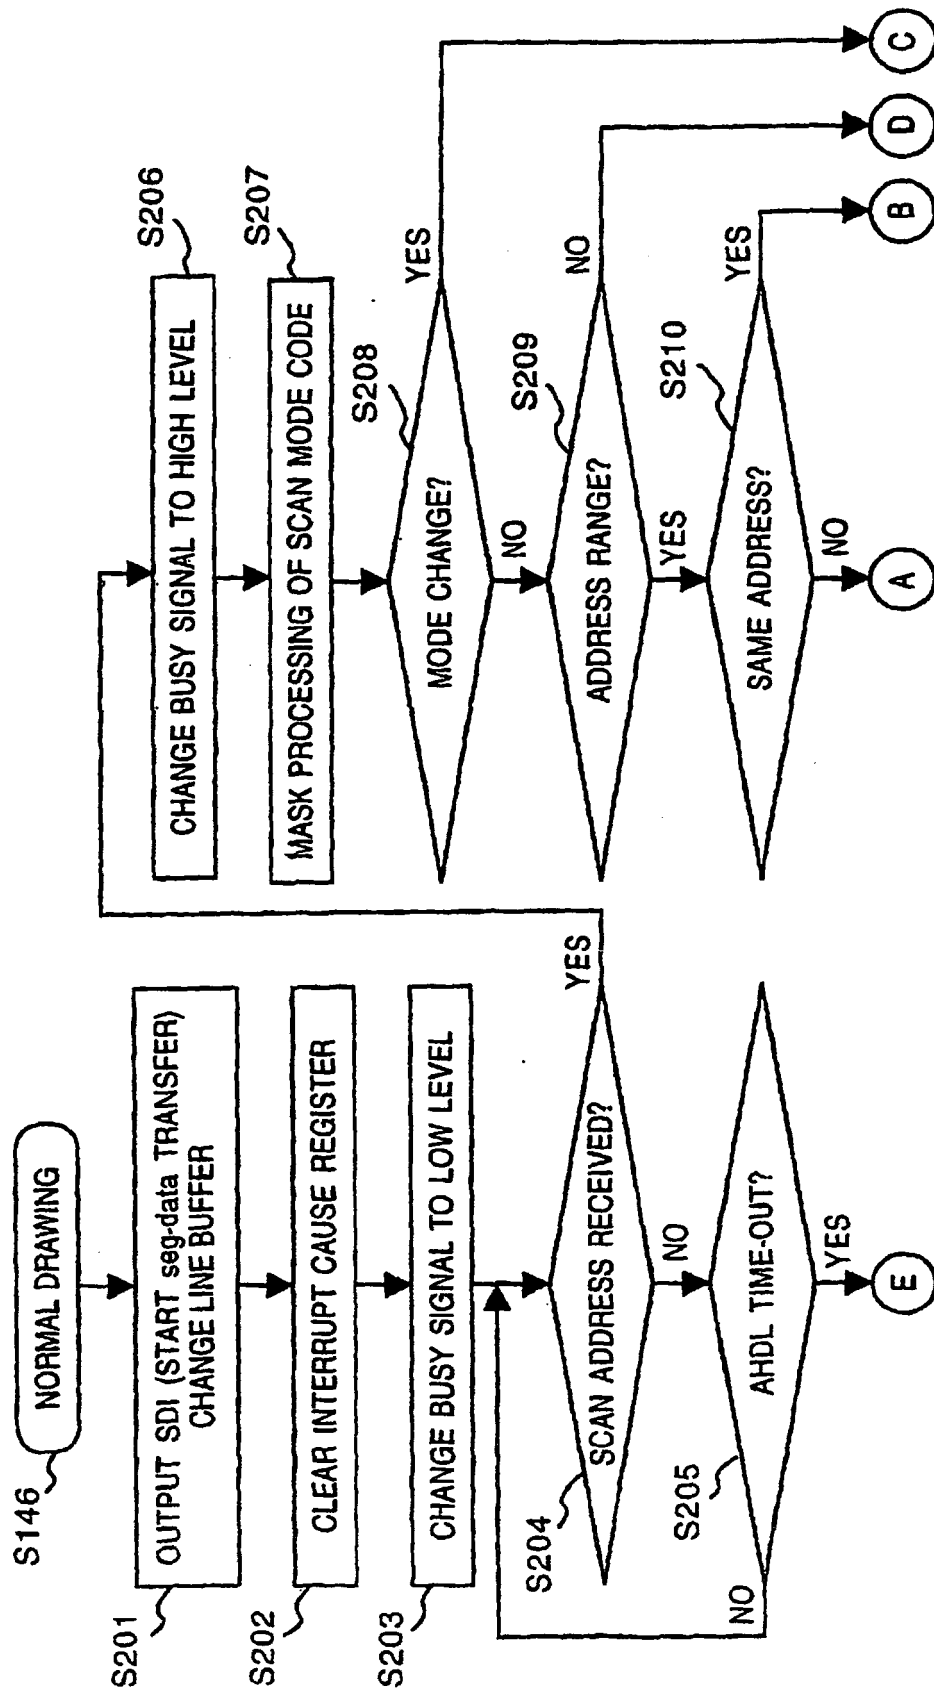 S146
NORMAL DRAWING
S201
OUTPUT SDI (START seg-data TRANSFER)
CHANGE LINE BUFFER
S202
CLEAR INTERRUPT CAUSE REGISTER
S203
CHANGE BUSY SIGNAL TO LOW LEVEL
S204
SCAN ADDRESS RECEIVED?
YES
NO
S205
AHDL TIME-OUT?
NO
YES
E
S206
CHANGE BUSY SIGNAL TO HIGH LEVEL
S207
MASK PROCESSING OF SCAN MODE CODE
S208
MODE CHANGE?
YES
NO
S209
ADDRESS RANGE?
NO
YES
S210
SAME ADDRESS?
YES
NO
A
B
D
C